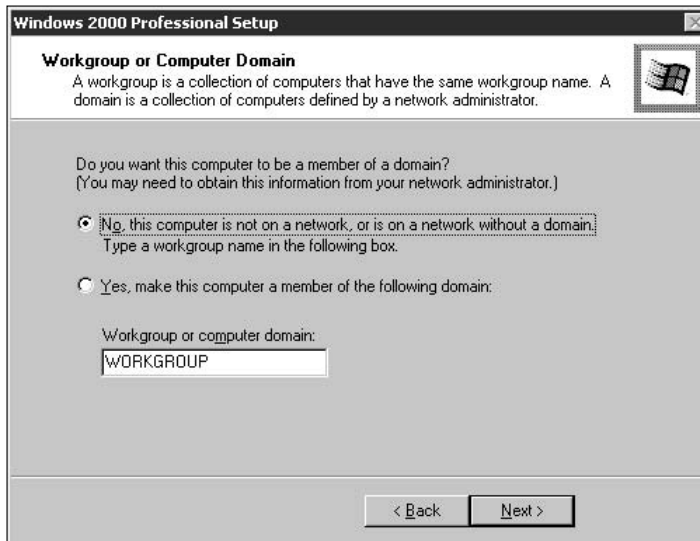 Windows 2000 Professional Setup
Workgroup or Computer Domain
A workgroup is a collection of computers that have the same workgroup name. A
domain is a collection of computers defined by a network administrator.
Do you want this computer to be a member of a domain?
(You may need to obtain this information from your network administrator.)
No, this computer is not on a network, or is on a network without a domain.
Type a workgroup name in the following box.
Yes, make this computer a member of the following domain:
Workgroup or computer domain:
WORKGROUP
< Back Next >